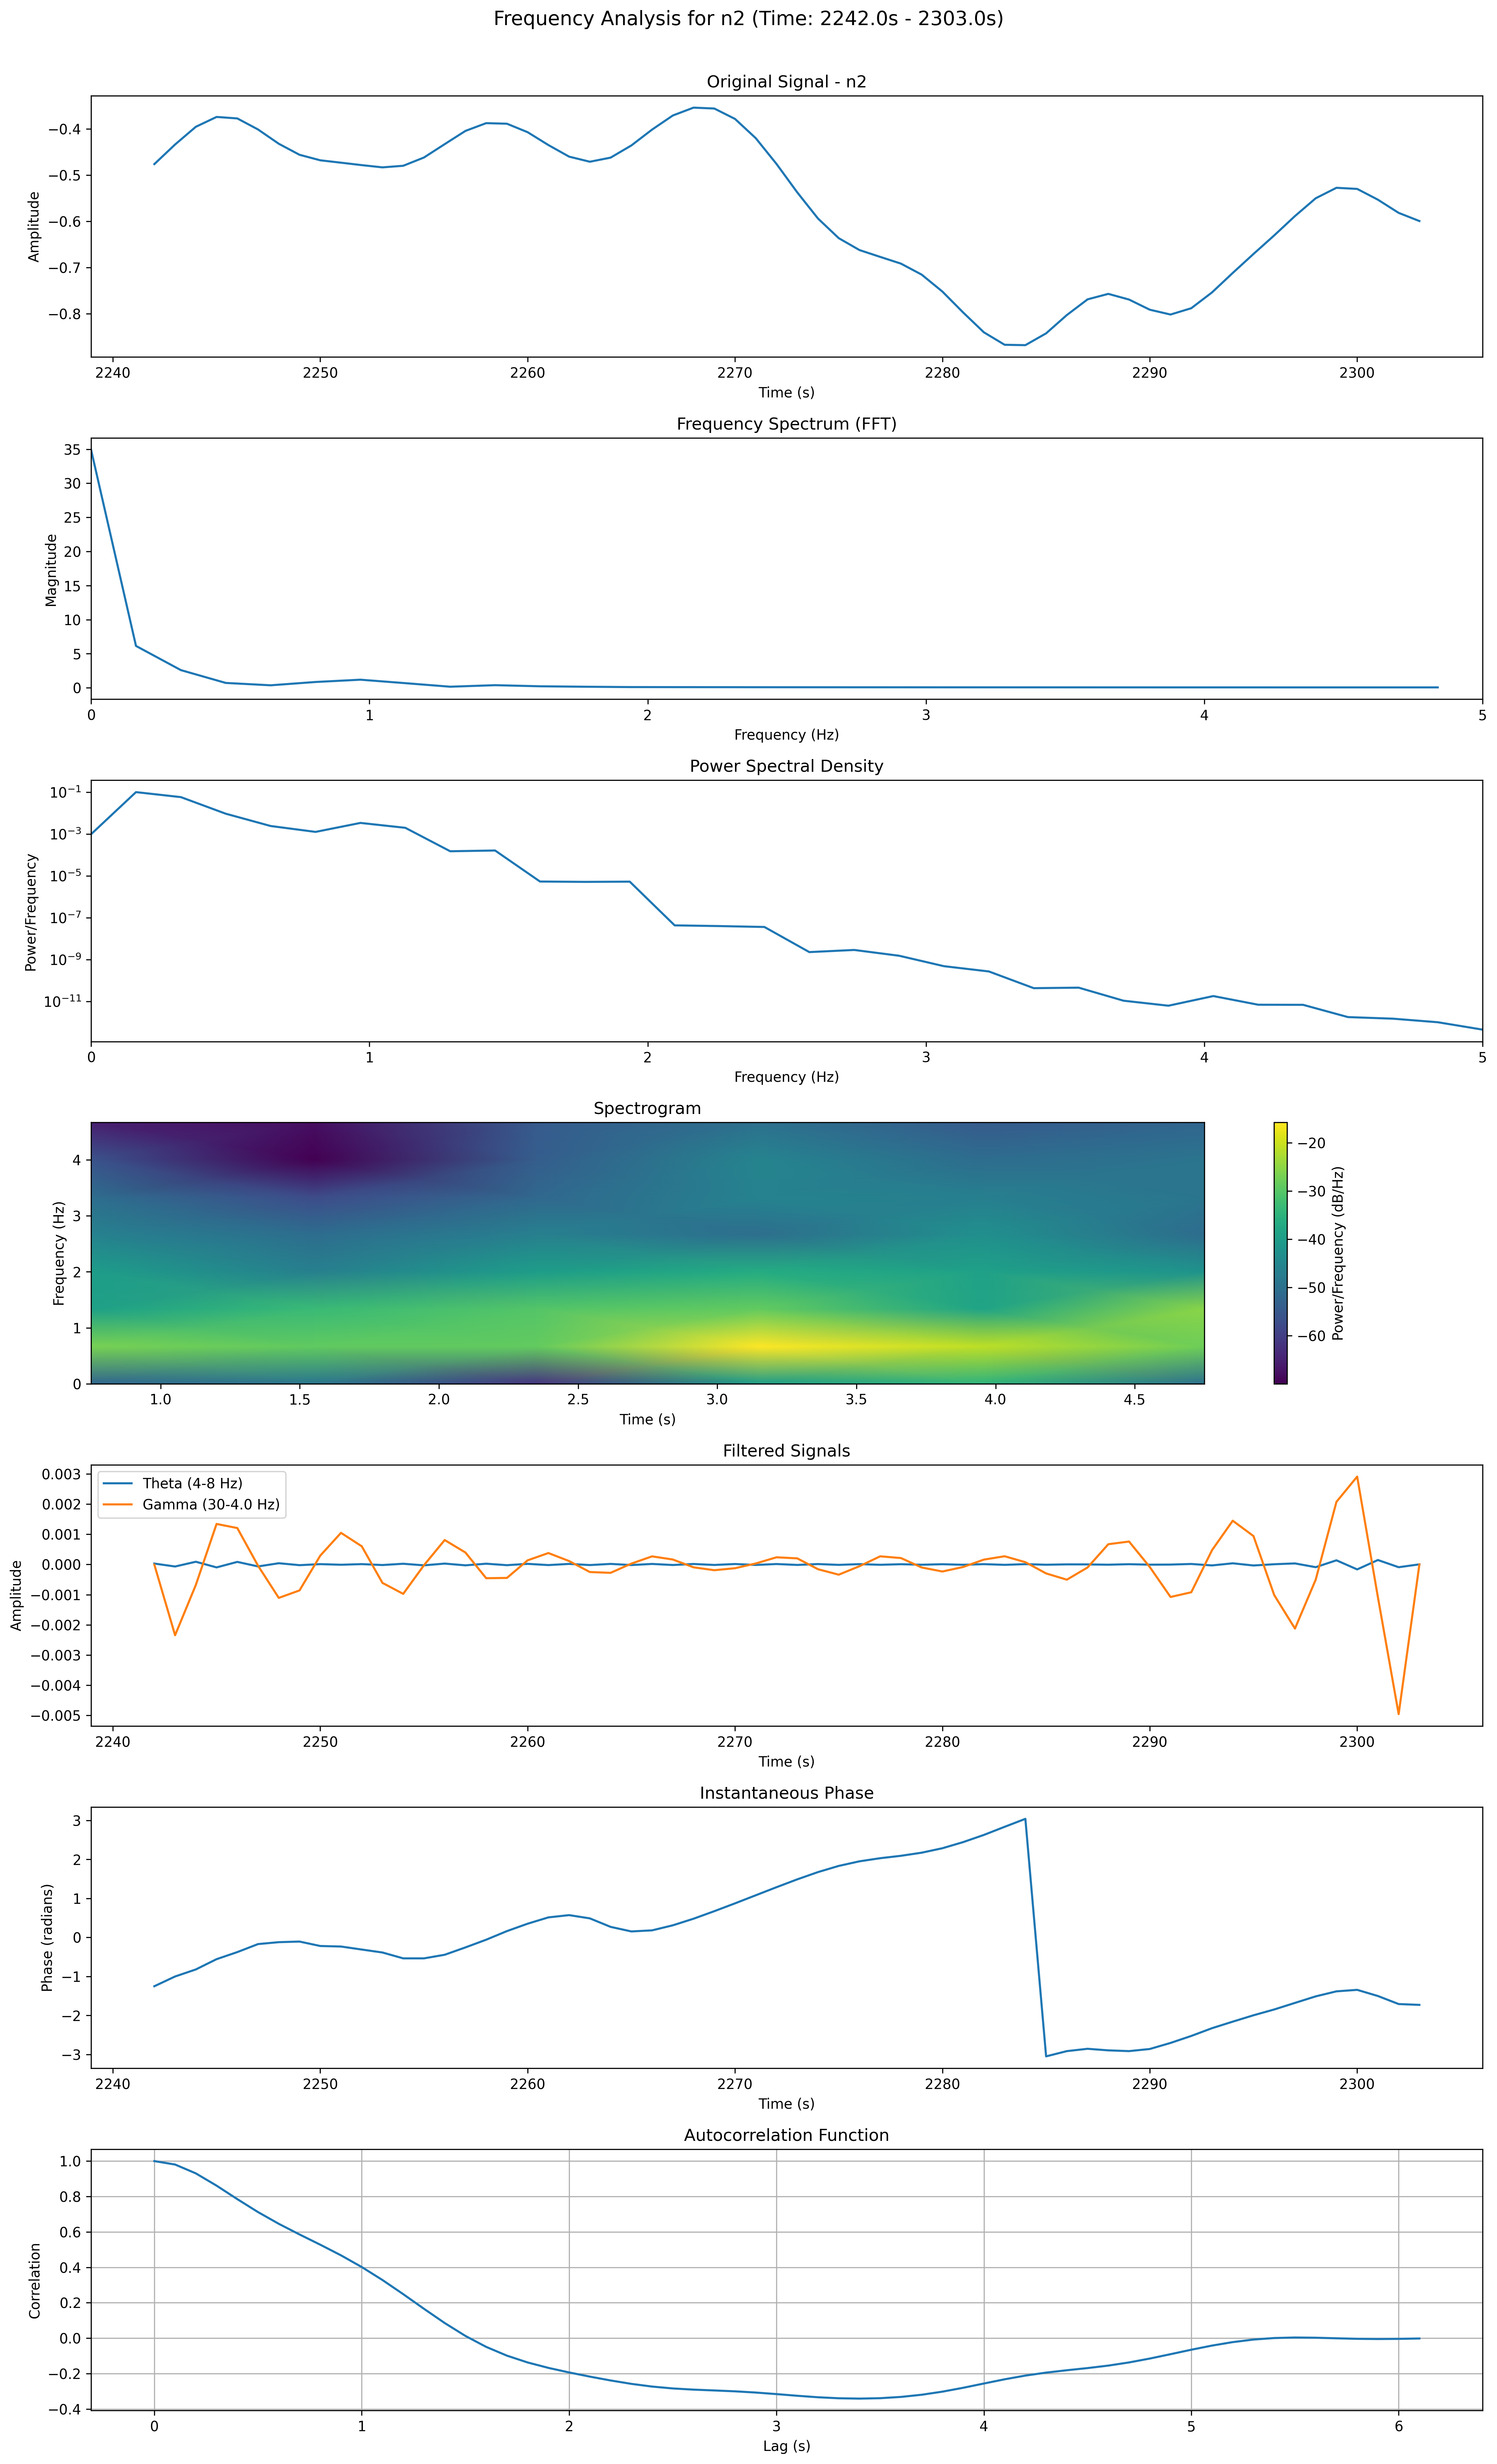 Frequency Analysis for n2 (Time: 2242.0s - 2303.0s)
Original Signal - n2
Amplitude
−0.4
−0.5
−0.6
−0.7
−0.8
2240 2250 2260 2270 2280 2290 2300
Time (s)
Frequency Spectrum (FFT)
Magnitude
35
30
25
20
15
10
5
0
0 1 2 3 4 5
Frequency (Hz)
Power Spectral Density
Power/Frequency
10⁻¹
10⁻³
10⁻⁵
10⁻⁷
10⁻⁹
10⁻¹¹
0 1 2 3 4 5
Frequency (Hz)
Spectrogram
Frequency (Hz)
4
3
2
1
0
1.0 1.5 2.0 2.5 3.0 3.5 4.0 4.5
Time (s)
−20
−30
−40
−50
−60
Power/Frequency (dB/Hz)
Filtered Signals
Theta (4-8 Hz)
Gamma (30-4.0 Hz)
Amplitude
0.003
0.002
0.001
0.000
−0.001
−0.002
−0.003
−0.004
−0.005
2240 2250 2260 2270 2280 2290 2300
Time (s)
Instantaneous Phase
Phase (radians)
3
2
1
0
−1
−2
−3
2240 2250 2260 2270 2280 2290 2300
Time (s)
Autocorrelation Function
Correlation
1.0
0.8
0.6
0.4
0.2
0.0
−0.2
−0.4
0 1 2 3 4 5 6
Lag (s)